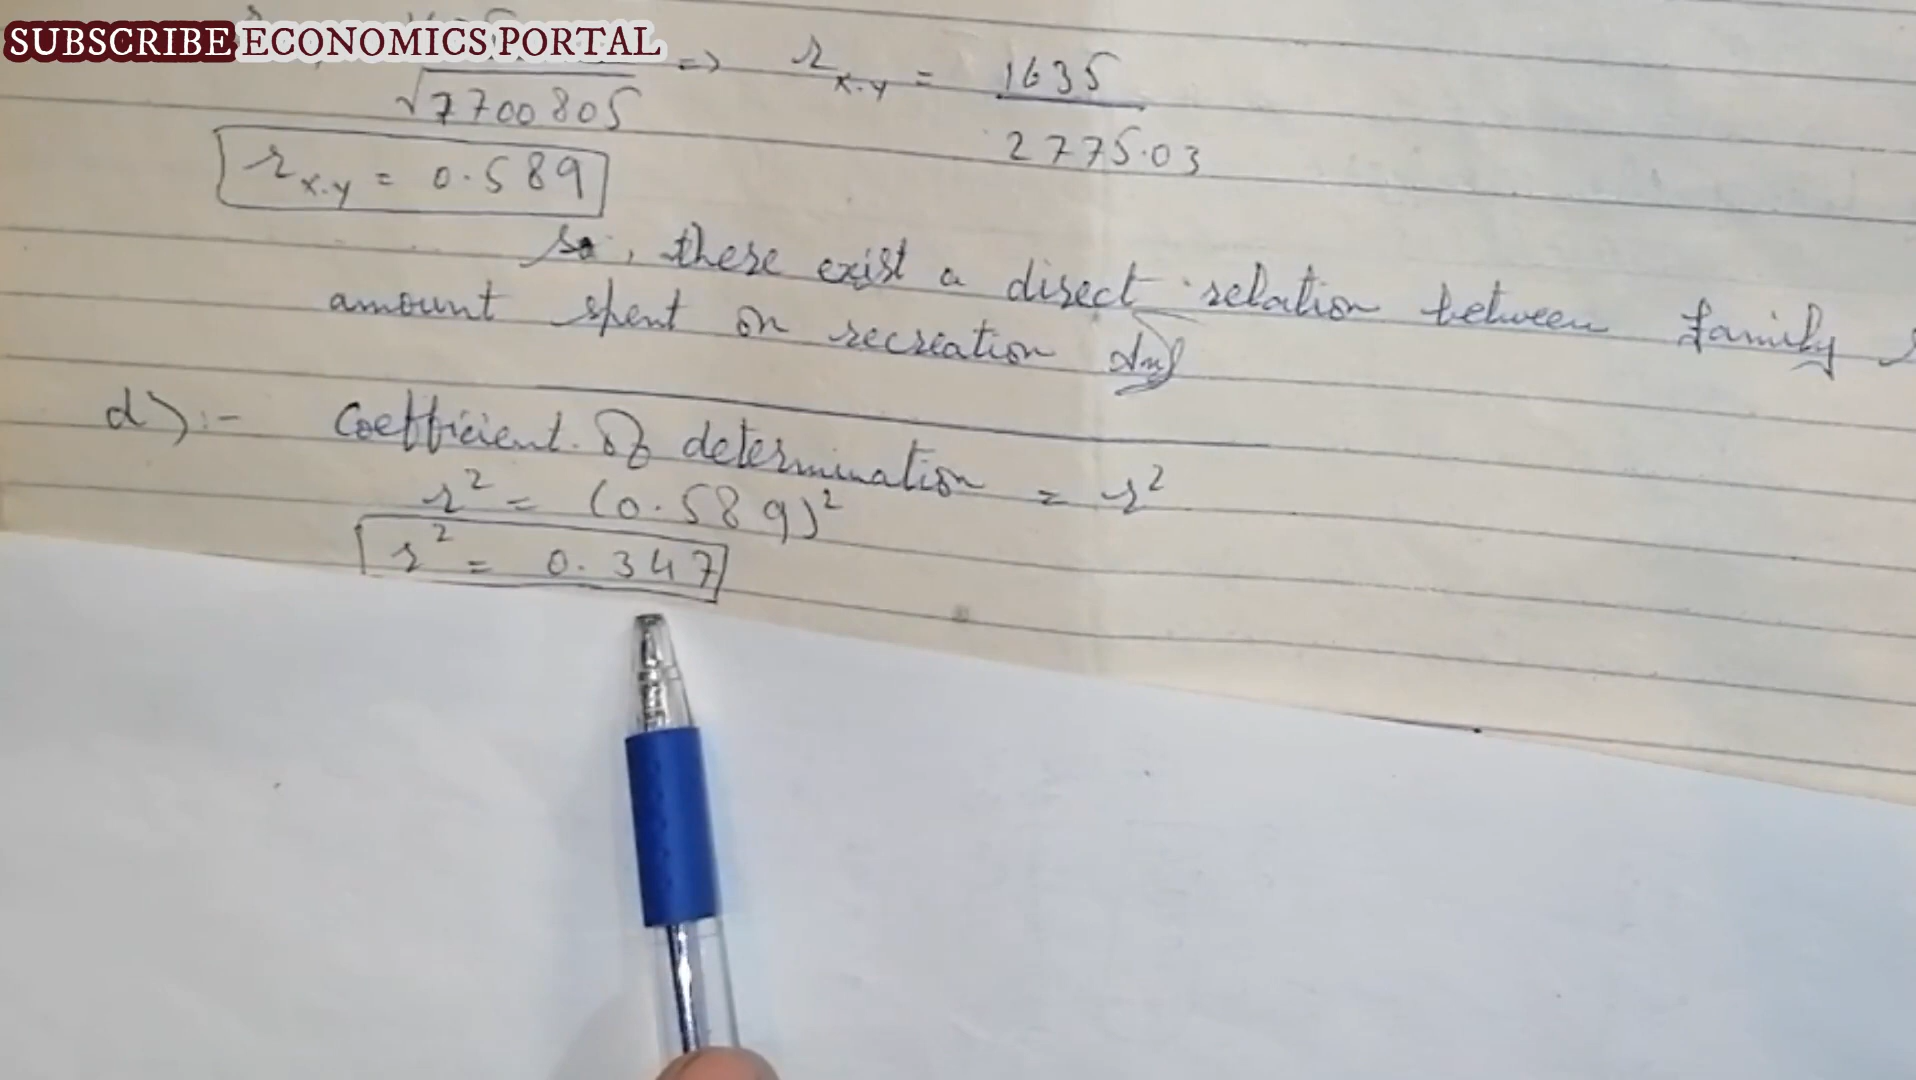 SUBSCRIBE ECONOMICS PORTAL
√7700805 => r x.y = 1635 / 2775.03
r x.y = 0.589
so, there exist a direct relation between family
amount spent on recreation Ans
d):- Coefficient of determination = r²
r² = (0.589)²
r² = 0.347